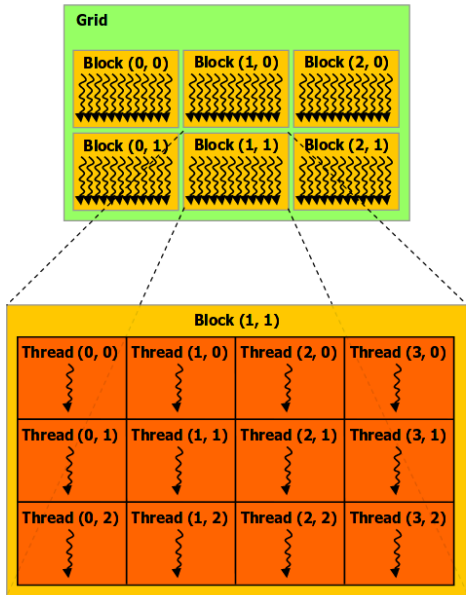 Grid
Block (0, 0) Block (1, 0) Block (2, 0)
Block (0, 1) Block (1, 1) Block (2, 1)
Block (1, 1)
Thread (0, 0) Thread (1, 0) Thread (2, 0) Thread (3, 0)
Thread (0, 1) Thread (1, 1) Thread (2, 1) Thread (3, 1)
Thread (0, 2) Thread (1, 2) Thread (2, 2) Thread (3, 2)